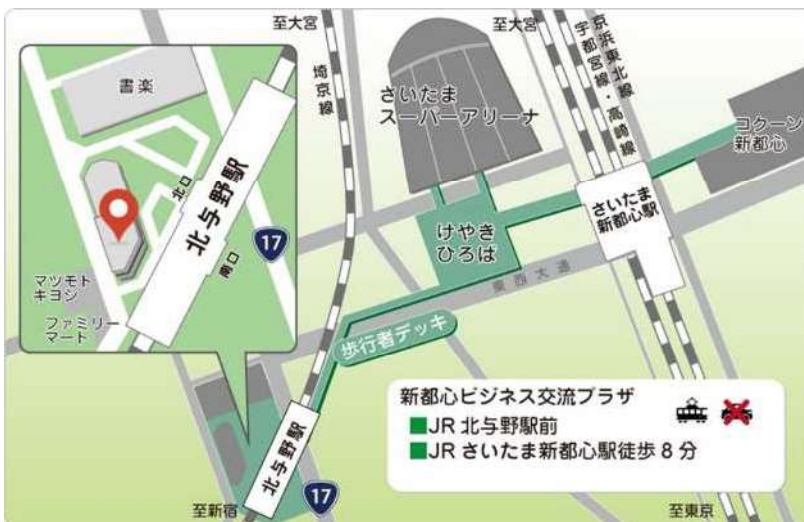 至大宮
至大宮
京浜東北線
宇都宮線・高崎線
埼京線
書楽
さいたま
スーパーアリーナ
コクーン
新都心
北口
北与野駅
南口
17
けやき
ひろば
さいたま
新都心駅
東西大通
マツモト
キヨシ
ファミリー
マート
歩行者デッキ
新都心ビジネス交流プラザ
JR 北与野駅前
JR さいたま新都心駅徒歩 8 分
北与野駅
17
至新宿
至東京